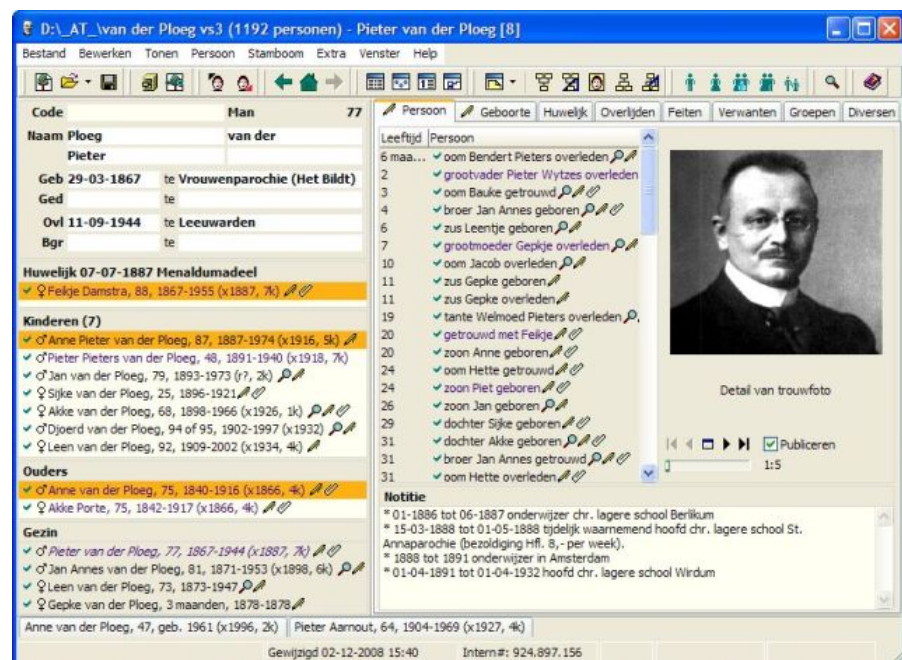 D:\_AT_\van der Ploeg vs3 (1192 personen) - Pieter van der Ploeg [8]
Bestand Bewerken Tonen Persoon Stamboom Extra Venster Help
Code Man 77
Naam Ploeg van der
Pieter
Geb 29-03-1867 te Vrouwenparochie (Het Bildt)
Ged te
Ovl 11-09-1944 te Leeuwarden
Bgr te
Huwelijk 07-07-1887 Menaldumadeel
♀ Feikje Damstra, 88, 1867-1955 (x1887, 7k)
Kinderen (7)
♂ Anne Pieter van der Ploeg, 87, 1887-1974 (x1916, 5k)
♂ Pieter Pieters van der Ploeg, 48, 1891-1940 (x1918, 7k)
♂ Jan van der Ploeg, 79, 1893-1973 (r?, 2k)
♀ Sijke van der Ploeg, 25, 1896-1921
♀ Akke van der Ploeg, 68, 1898-1966 (x1926, 1k)
♂ Djoerd van der Ploeg, 94 of 95, 1902-1997 (x1932)
♀ Leen van der Ploeg, 92, 1909-2002 (x1934, 4k)
Ouders
♂ Anne van der Ploeg, 75, 1840-1916 (x1866, 4k)
♀ Akke Porte, 75, 1842-1917 (x1866, 4k)
Gezin
♂ Pieter van der Ploeg, 77, 1867-1944 (x1887, 7k)
♂ Jan Annes van der Ploeg, 81, 1871-1953 (x1898, 6k)
♀ Leen van der Ploeg, 73, 1873-1947
♀ Gepke van der Ploeg, 3 maanden, 1878-1878
Persoon Geboorte Huwelijk Overlijden Feiten Verwanten Groepen Diversen
Leeftijd Persoon
6 maa... oom Bendert Pieters overleden
2 grootvader Pieter Wytzes overleden
3 oom Bauke getrouwd
4 broer Jan Annes geboren
6 zus Leentje geboren
7 grootmoeder Gepkje overleden
10 oom Jacob overleden
11 zus Gepke geboren
11 zus Gepke overleden
19 tante Welmoed Pieters overleden
20 getrouwd met Feikje
20 zoon Anne geboren
24 oom Hette getrouwd
24 zoon Piet geboren
26 zoon Jan geboren
29 dochter Sijke geboren
31 dochter Akke geboren
31 broer Jan Annes getrouwd
31 oom Hette overleden
Detail van trouwfoto
Publiceren
1:5
Notitie
* 01-1886 tot 06-1887 onderwijzer chr. lagere school Berlikum
* 15-03-1888 tot 01-05-1888 tijdelijk waarnemend hoofd chr. lagere school St.
Annaparochie (bezoldiging Hfl. 8,- per week).
* 1888 tot 1891 onderwijzer in Amsterdam
* 01-04-1891 tot 01-04-1932 hoofd chr. lagere school Wirdum
Anne van der Ploeg, 47, geb. 1961 (x1996, 2k) Pieter Aarnout, 64, 1904-1969 (x1927, 4k)
Gewijzigd 02-12-2008 15:40 Intern#: 924.897.156